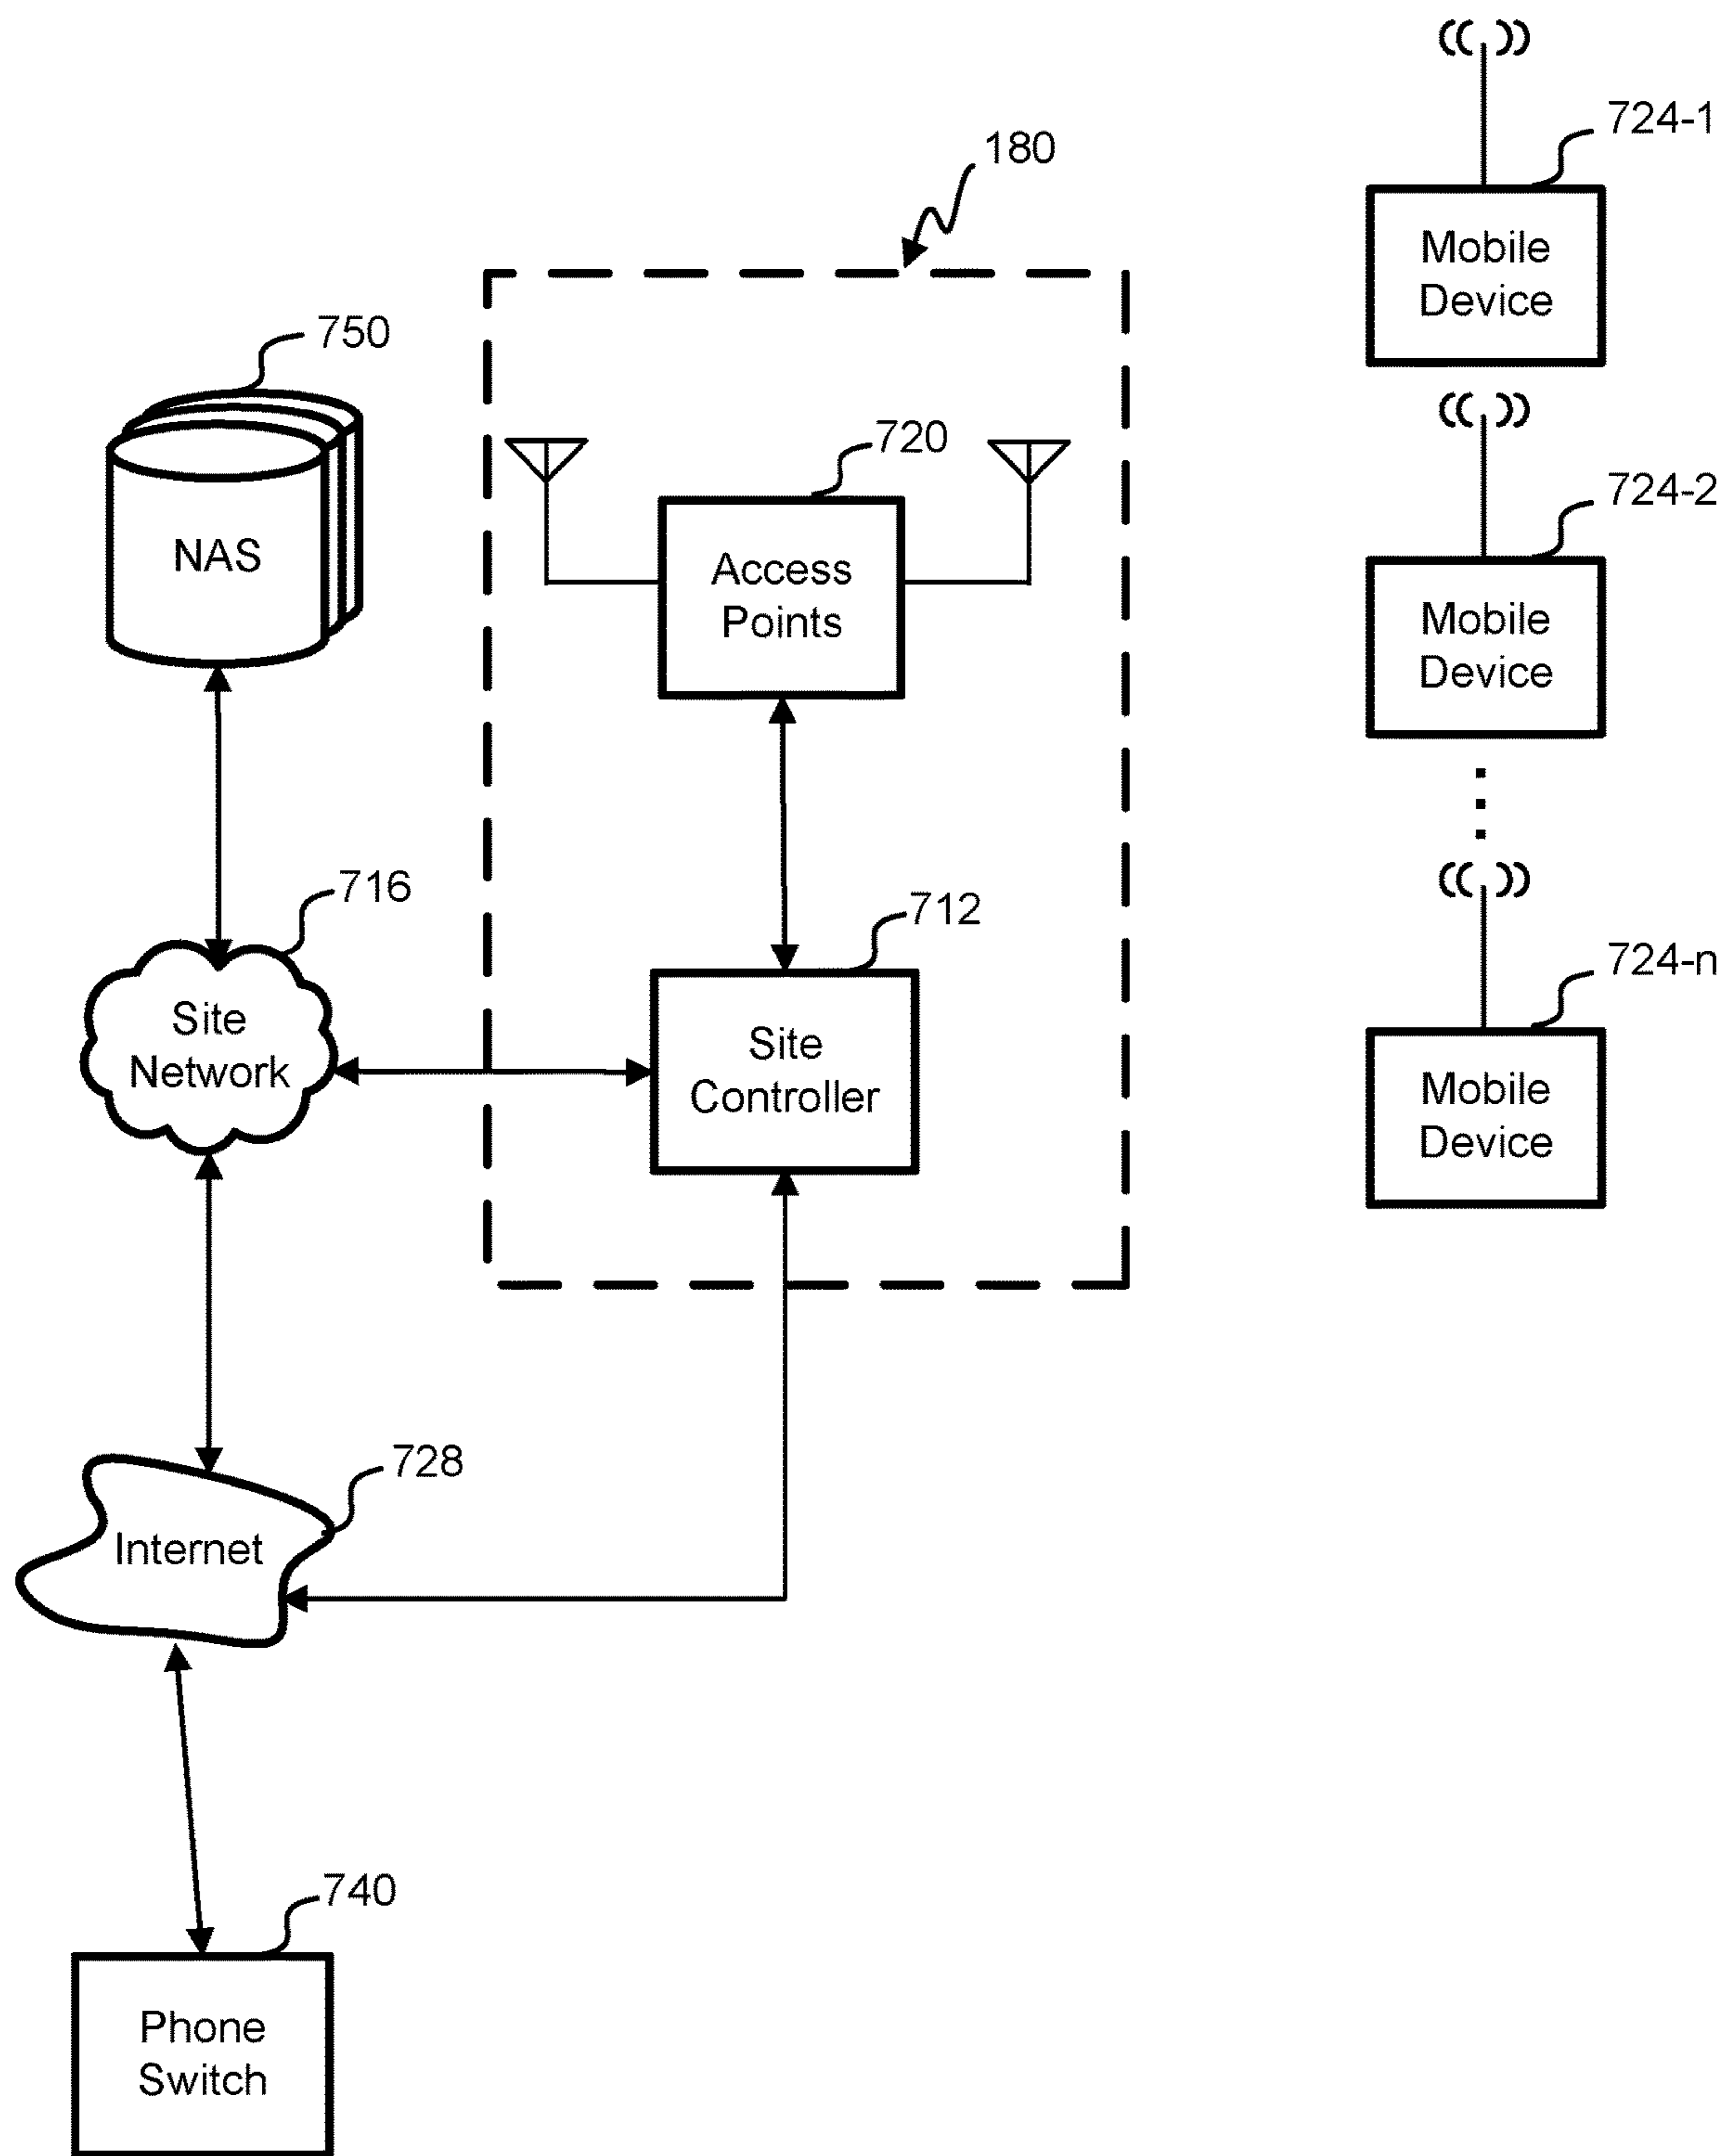 724-1
180
Mobile
Device
750
720
724-2
NAS
Access
Points
Mobile
Device
716
712
724-n
Site
Network
Site
Controller
Mobile
Device
728
Internet
740
Phone
Switch